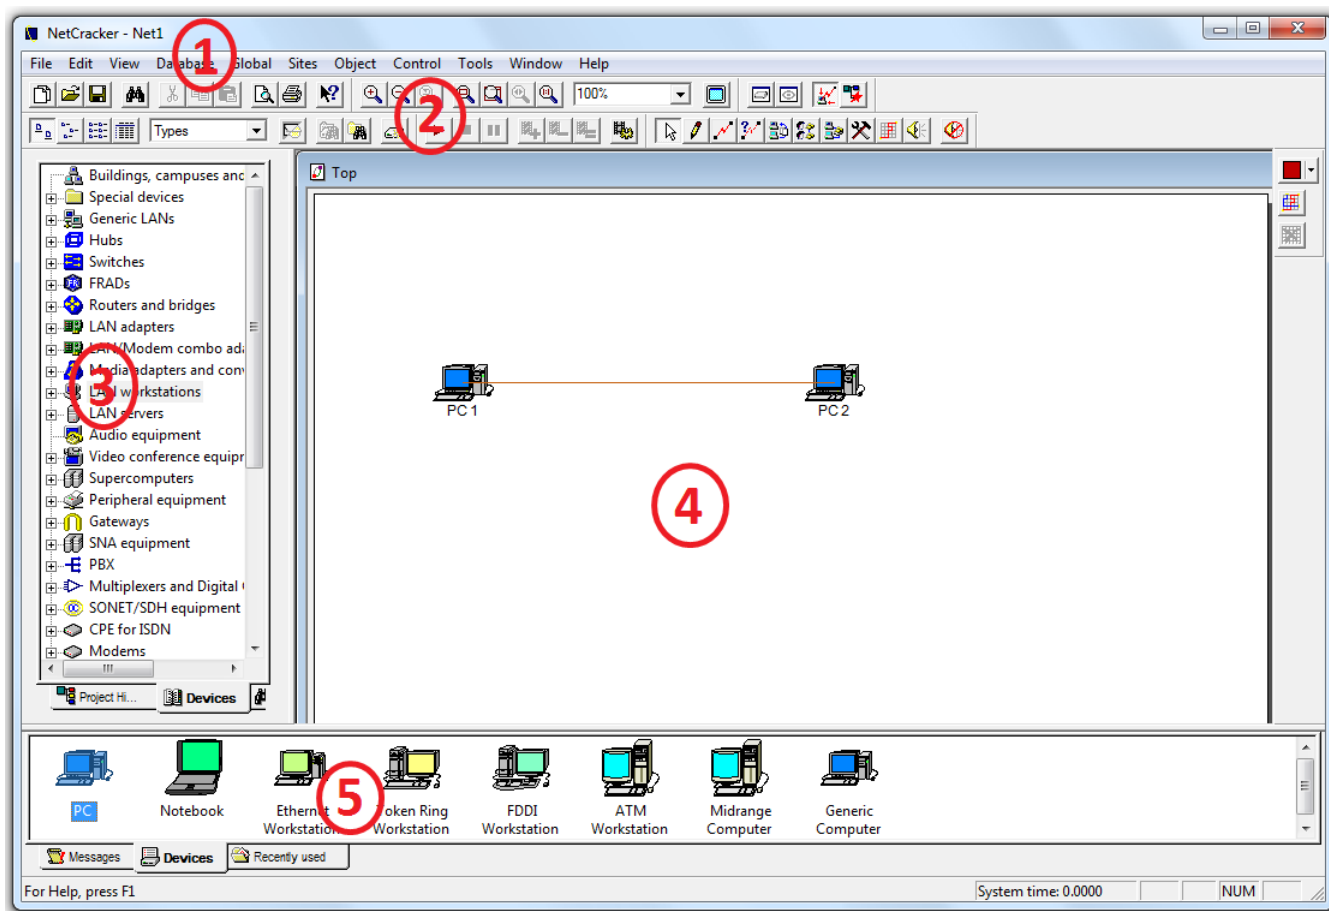 NetCracker - Net1
File Edit View Database Global Sites Object Control Tools Window Help
1
100%
2
Types
Top
Buildings, campuses and
Special devices
Generic LANs
Hubs
Switches
FRADs
Routers and bridges
LAN adapters
LAN/Modem combo ada
Media adapters and conv
LAN workstations
3
LAN servers
Audio equipment
Video conference equipr
Supercomputers
Peripheral equipment
Gateways
SNA equipment
PBX
Multiplexers and Digital
SONET/SDH equipment
CPE for ISDN
Modems
Project Hi... Devices
PC 1
PC 2
4
PC
Notebook
Ethernet
Workstation
5
Token Ring
Workstation
FDDI
Workstation
ATM
Workstation
Midrange
Computer
Generic
Computer
Messages Devices Recently used
For Help, press F1
System time: 0.0000
NUM